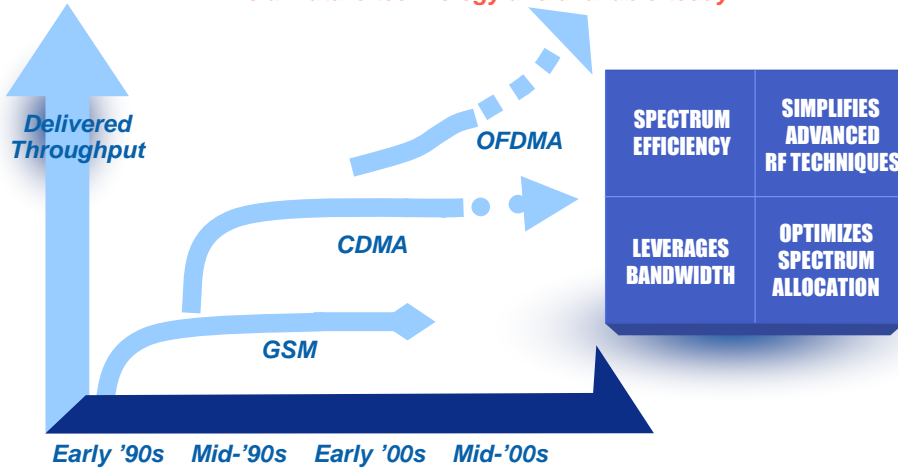 Delivered
Throughput
OFDMA
CDMA
GSM
Early ’90s Mid-’90s Early ’00s Mid-’00s
SPECTRUM
EFFICIENCY
SIMPLIFIES
ADVANCED
RF TECHNIQUES
LEVERAGES
BANDWIDTH
OPTIMIZES
SPECTRUM
ALLOCATION